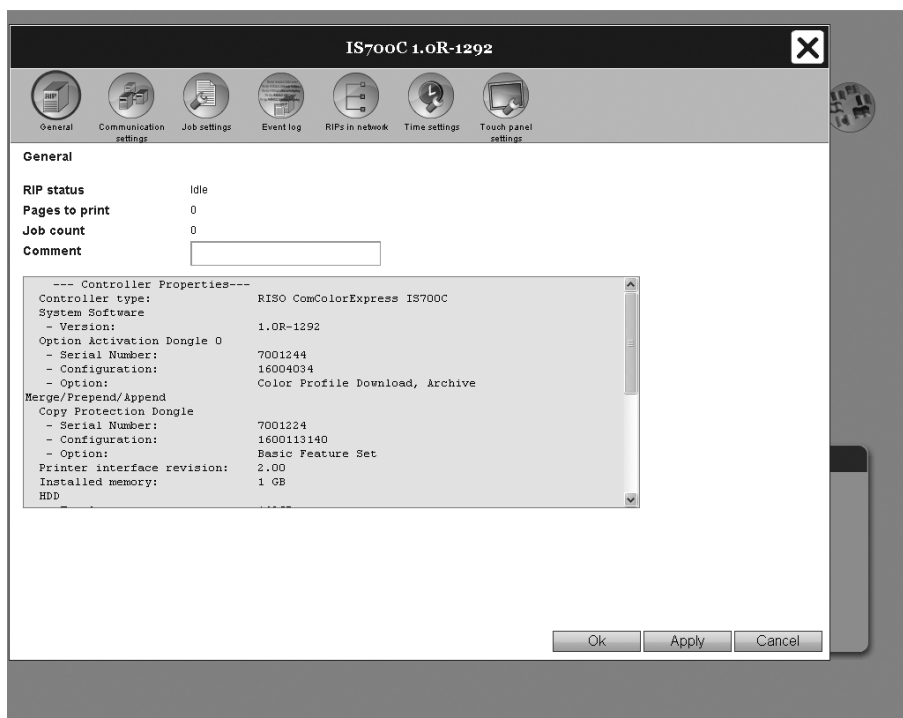 IS700C 1.0R-1292
RIP
General
Communication settings
Job settings
Event log
RIPs in network
Time settings
Touch panel settings
General
RIP status Idle
Pages to print 0
Job count 0
Comment
--- Controller Properties---
Controller type: RISO ComColorExpress IS700C
System Software
- Version: 1.0R-1292
Option Activation Dongle 0
- Serial Number: 7001244
- Configuration: 16004034
- Option: Color Profile Download, Archive
Merge/Prepend/Append
Copy Protection Dongle
- Serial Number: 7001224
- Configuration: 1600113140
- Option: Basic Feature Set
Printer interface revision: 2.00
Installed memory: 1 GB
HDD
Ok Apply Cancel